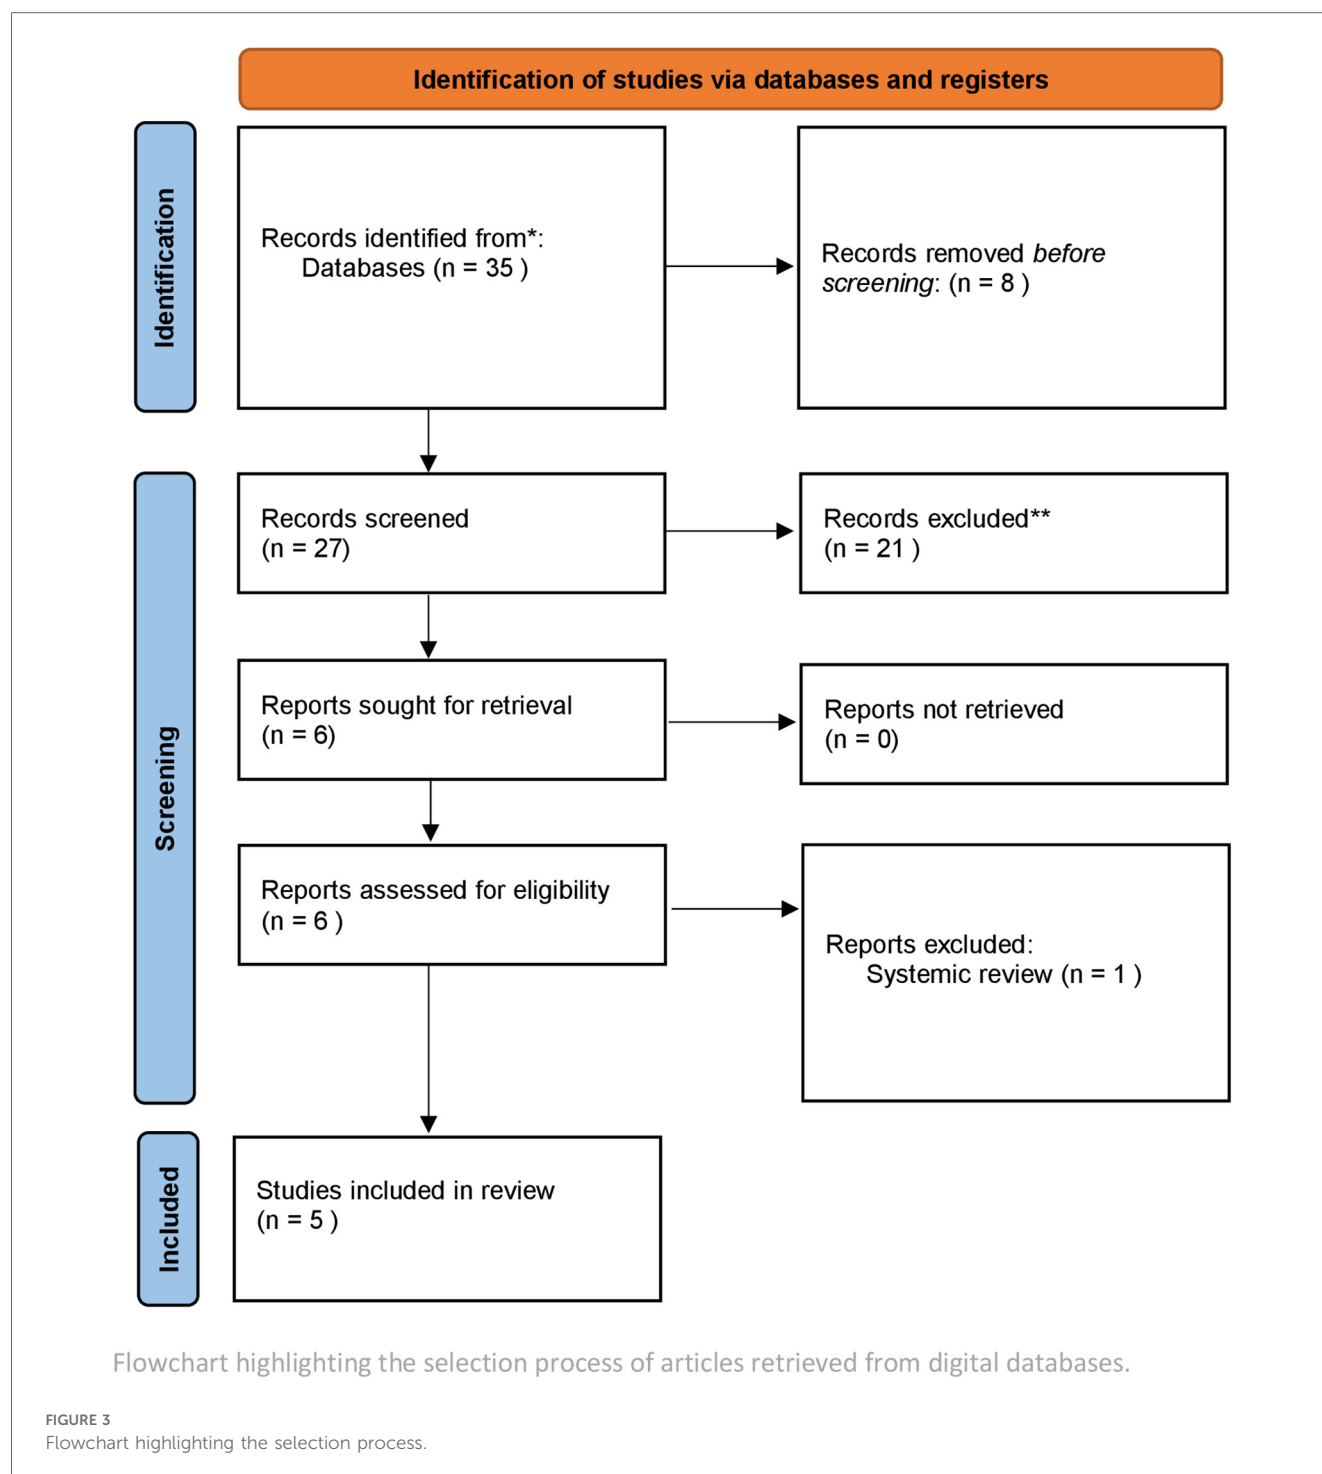 Identification of studies via databases and registers
Identification
Records identified from*:
Databases (n = 35 )
Records removed before
screening: (n = 8 )
Screening
Records screened
(n = 27)
Records excluded**
(n = 21 )
Reports sought for retrieval
(n = 6)
Reports not retrieved
(n = 0)
Reports assessed for eligibility
(n = 6 )
Reports excluded:
Systemic review (n = 1 )
Included
Studies included in review
(n = 5 )
Flowchart highlighting the selection process of articles retrieved from digital databases.
FIGURE 3
Flowchart highlighting the selection process.